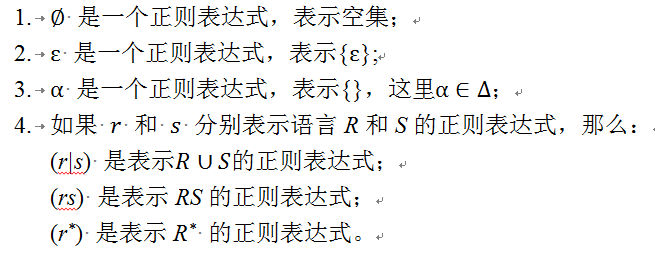 1. ∅ 是一个正则表达式，表示空集；
2. ε 是一个正则表达式，表示{ε};
3. α 是一个正则表达式，表示{}，这里α ∈ Δ；
4. 如果 r 和 s 分别表示语言 R 和 S 的正则表达式，那么：
(r|s) 是表示R ∪ S的正则表达式；
(rs) 是表示 RS 的正则表达式；
(r*) 是表示 R* 的正则表达式。